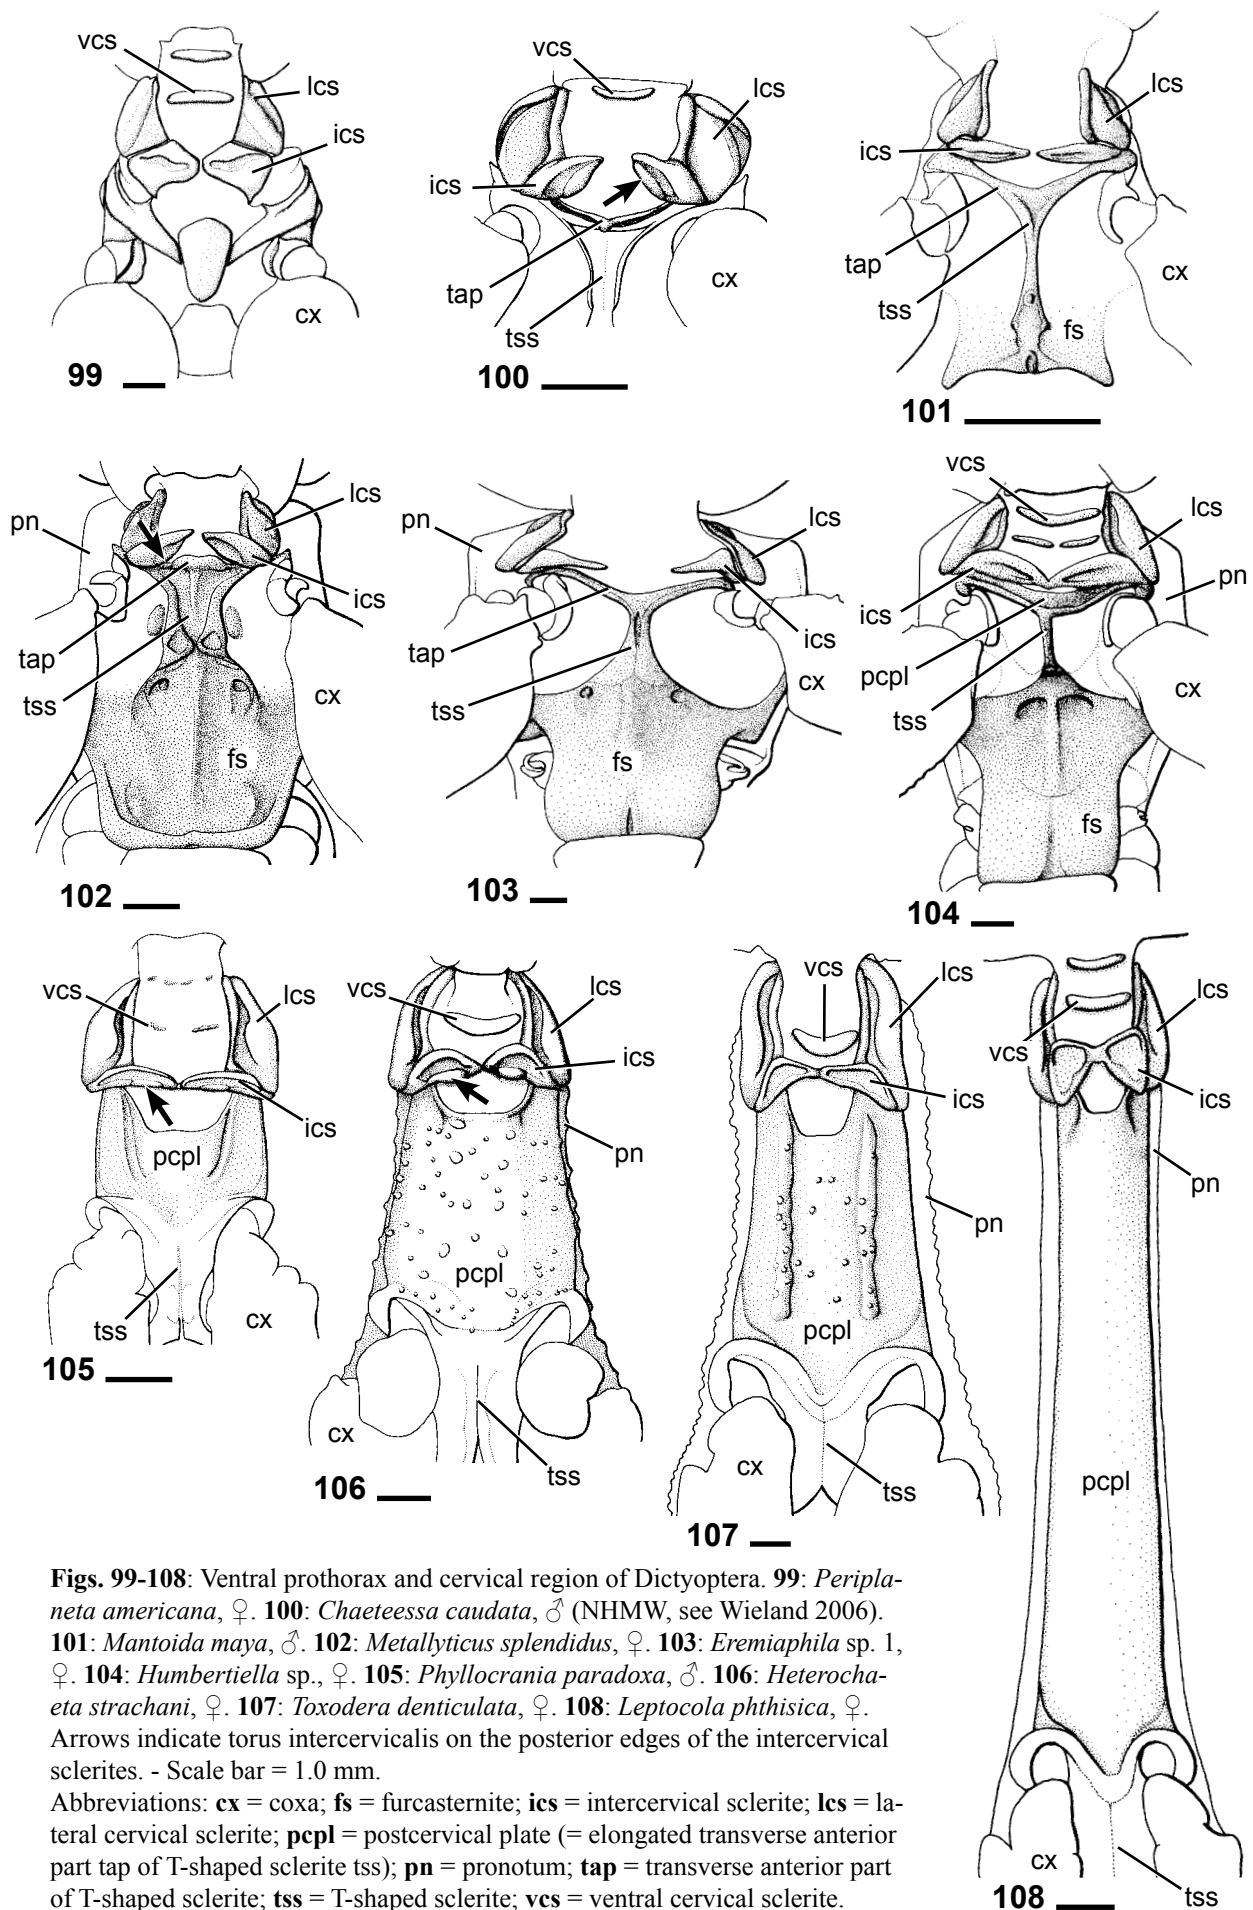 vcs
lcs
ics
cx
99
vcs
lcs
ics
tap
tss
cx
100
lcs
ics
tap
tss
fs
cx
101
pn
lcs
ics
tap
tss
cx
fs
102
pn
lcs
ics
tap
tss
cx
fs
103
vcs
lcs
pn
ics
pcpl
tss
cx
fs
104
vcs
lcs
ics
pcpl
tss
cx
105
vcs
lcs
ics
pn
pcpl
cx
tss
106
vcs
lcs
ics
pn
pcpl
cx
tss
107
vcs
lcs
ics
pn
pcpl
cx
tss
108
Figs. 99-108: Ventral prothorax and cervical region of Dictyoptera. 99: Peripla-
neta americana, ♀. 100: Chaeteessa caudata, ♂ (NHMW, see Wieland 2006).
101: Mantoida maya, ♂. 102: Metallyticus splendidus, ♀. 103: Eremiaphila sp. 1,
♀. 104: Humbertiella sp., ♀. 105: Phyllocrania paradoxa, ♂. 106: Heterocha-
eta strachani, ♀. 107: Toxodera denticulata, ♀. 108: Leptocola phthisica, ♀.
Arrows indicate torus intercervicalis on the posterior edges of the intercervical
sclerites. - Scale bar = 1.0 mm.
Abbreviations: cx = coxa; fs = furcasternite; ics = intercervical sclerite; lcs = la-
teral cervical sclerite; pcpl = postcervical plate (= elongated transverse anterior
part tap of T-shaped sclerite tss); pn = pronotum; tap = transverse anterior part
of T-shaped sclerite; tss = T-shaped sclerite; vcs = ventral cervical sclerite.